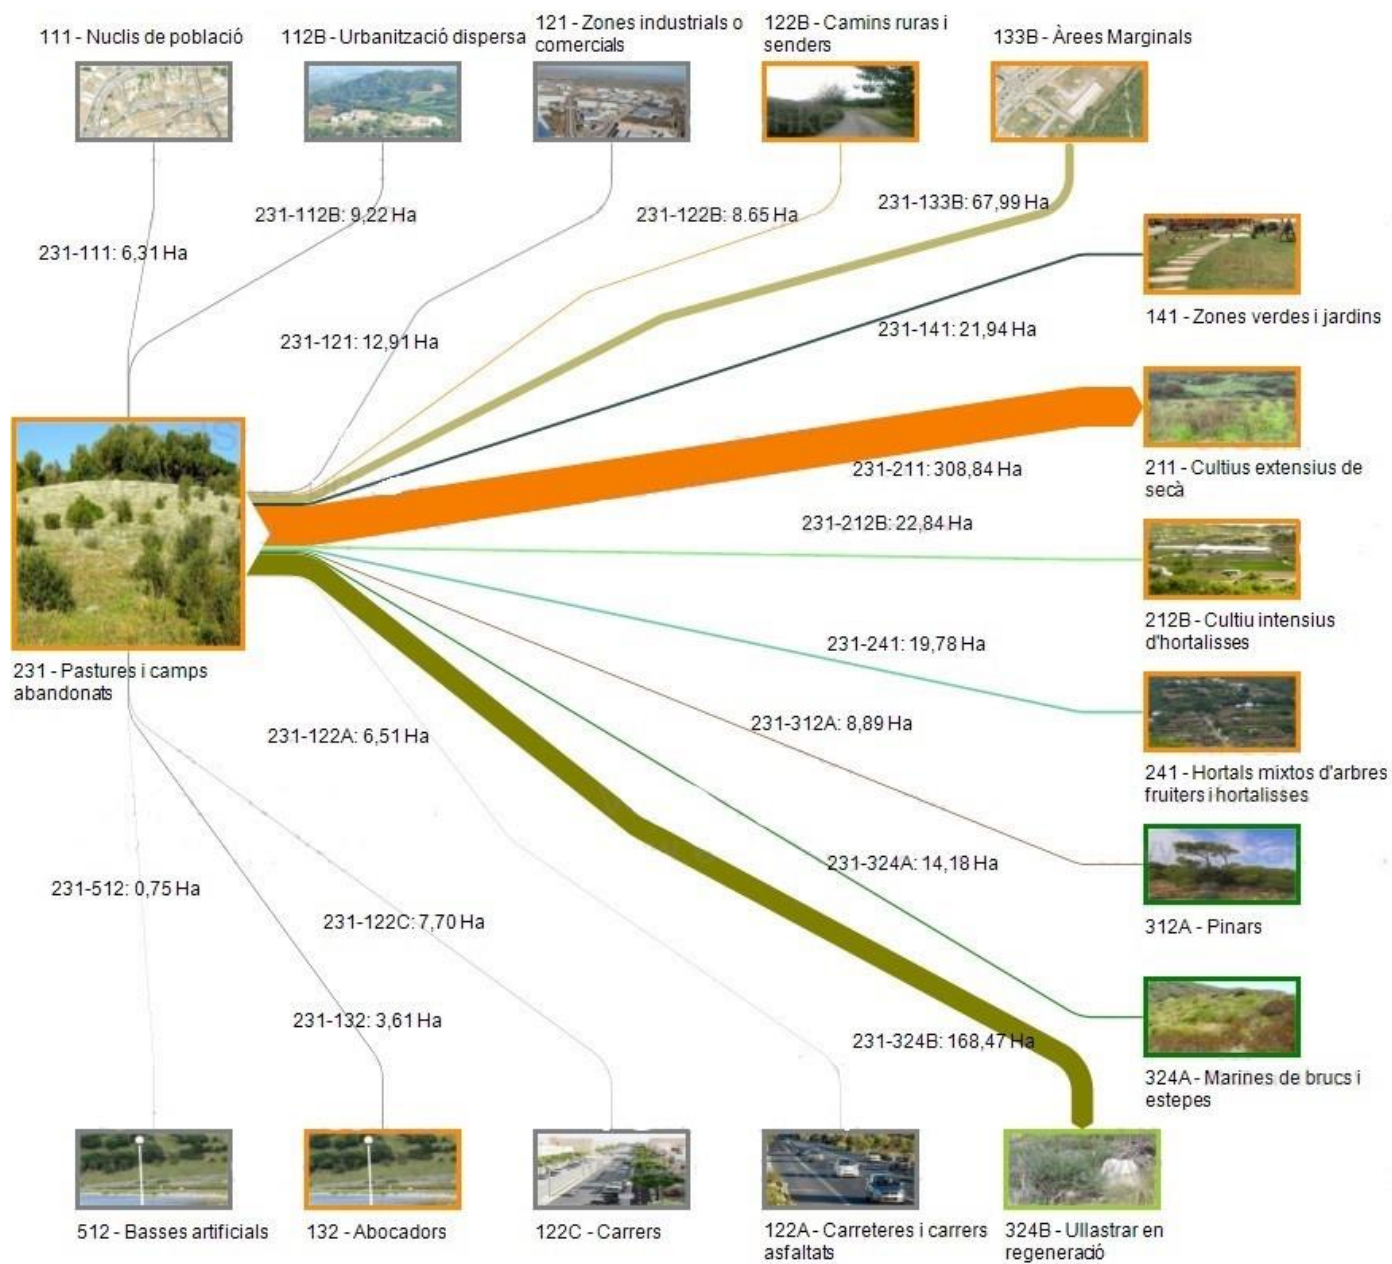 111 - Nuclis de població
112B - Urbanització dispersa
121 - Zones industrials o
comercials
122B - Camins ruras i
senders
133B - Àrees Marginals
231-111: 6,31 Ha
231-112B: 9,22 Ha
231-121: 12,91 Ha
231-122B: 8.65 Ha
231-133B: 67,99 Ha
231-141: 21,94 Ha
141 - Zones verdes i jardins
231-211: 308,84 Ha
211 - Cultius extensius de
secà
231-212B: 22,84 Ha
212B - Cultiu intensius
d'hortalisses
231 - Pastures i camps
abandonats
231-241: 19,78 Ha
241 - Hortals mixtos d'arbres
fruiters i hortalisses
231-312A: 8,89 Ha
312A - Pinars
231-122A: 6,51 Ha
231-324A: 14,18 Ha
324A - Marines de brucs i
estepes
231-512: 0,75 Ha
231-122C: 7,70 Ha
231-132: 3,61 Ha
231-324B: 168,47 Ha
512 - Basses artificials
132 - Abocadors
122C - Carrers
122A - Carreteres i carrers
asfaltats
324B - Ullastrar en
regeneració